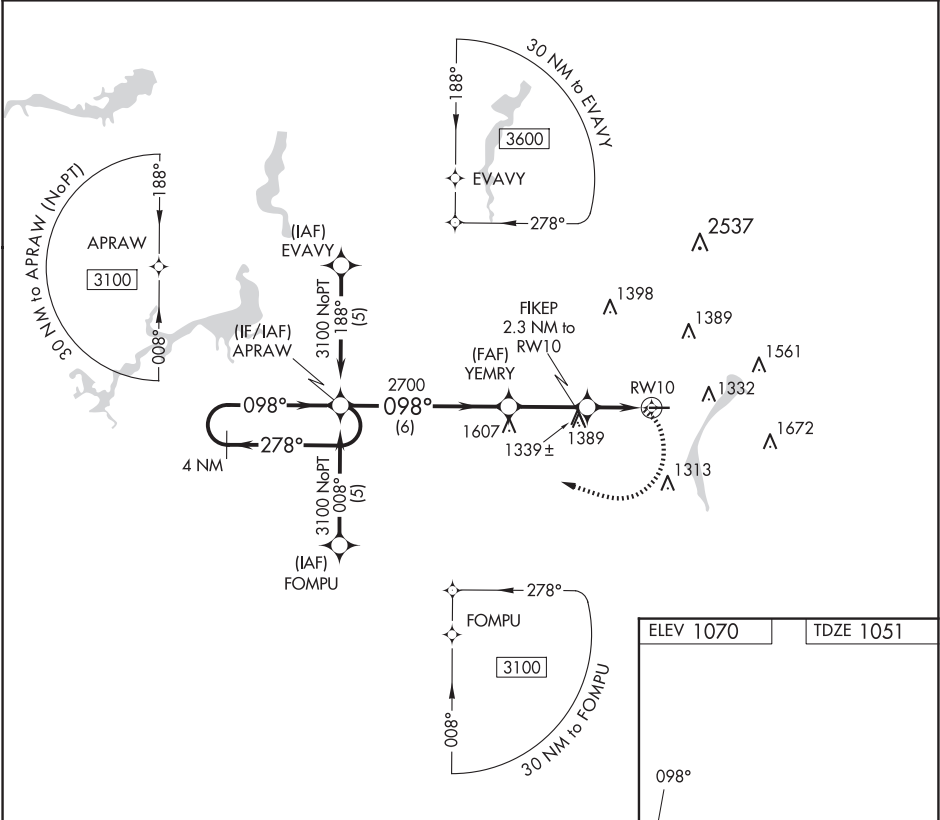 30 NM to EVAVY
188°
3600
EVAVY
278°
30 NM to APRAW (NoPT)
188°
APRAW
3100
008°
2537
(IAF)
EVAVY
3100 NoPT
188°
(5)
1398
1389
FIKEP
2.3 NM to
RW10
(IF/IAF)
APRAW
(FAF)
YEMRY
1561
RW10
1332
2700
098°
098°
(6)
1607
1339±
1389
278°
4 NM
1672
3100 NoPT
008°
(5)
1313
(IAF)
FOMPU
278°
FOMPU
3100
008°
30 NM to FOMPU
ELEV 1070
TDZE 1051
098°